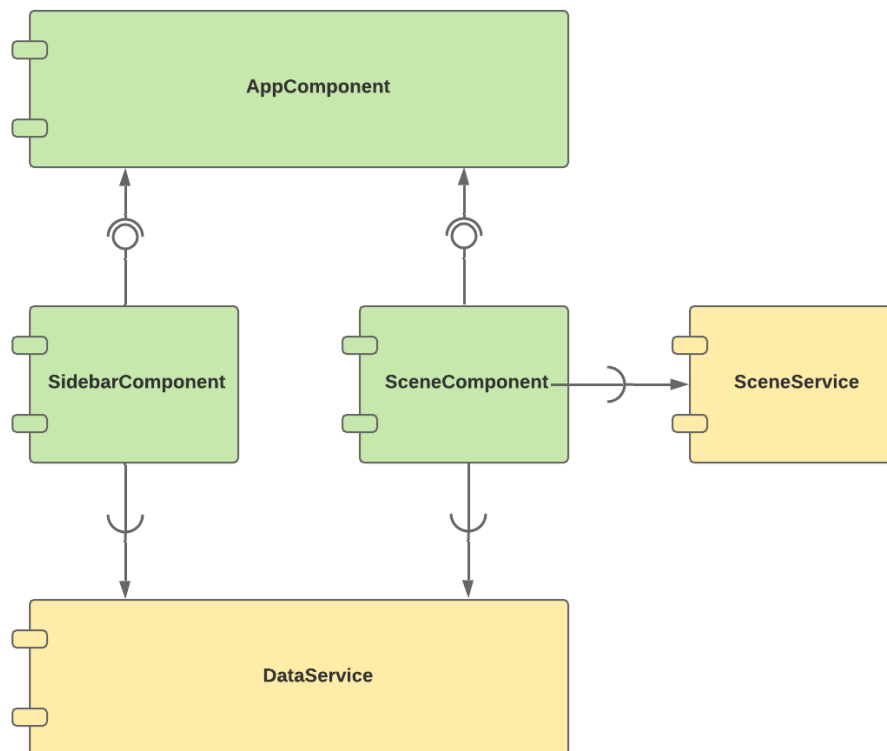 AppComponent
SidebarComponent
SceneComponent
SceneService
DataService